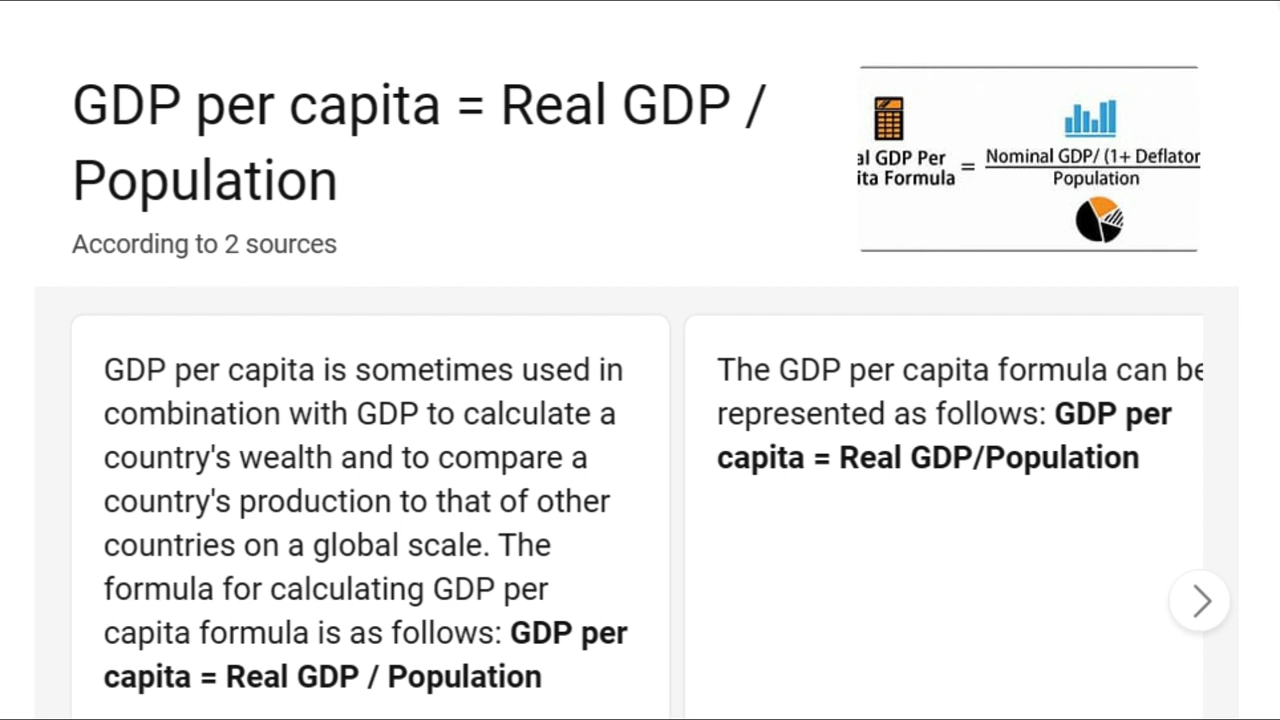 GDP per capita = Real GDP /
Population
According to 2 sources
al GDP Per
ita Formula
=
Nominal GDP/ (1+ Deflator
Population
GDP per capita is sometimes used in
combination with GDP to calculate a
country's wealth and to compare a
country's production to that of other
countries on a global scale. The
formula for calculating GDP per
capita formula is as follows: GDP per
capita = Real GDP / Population
The GDP per capita formula can be
represented as follows: GDP per
capita = Real GDP/Population